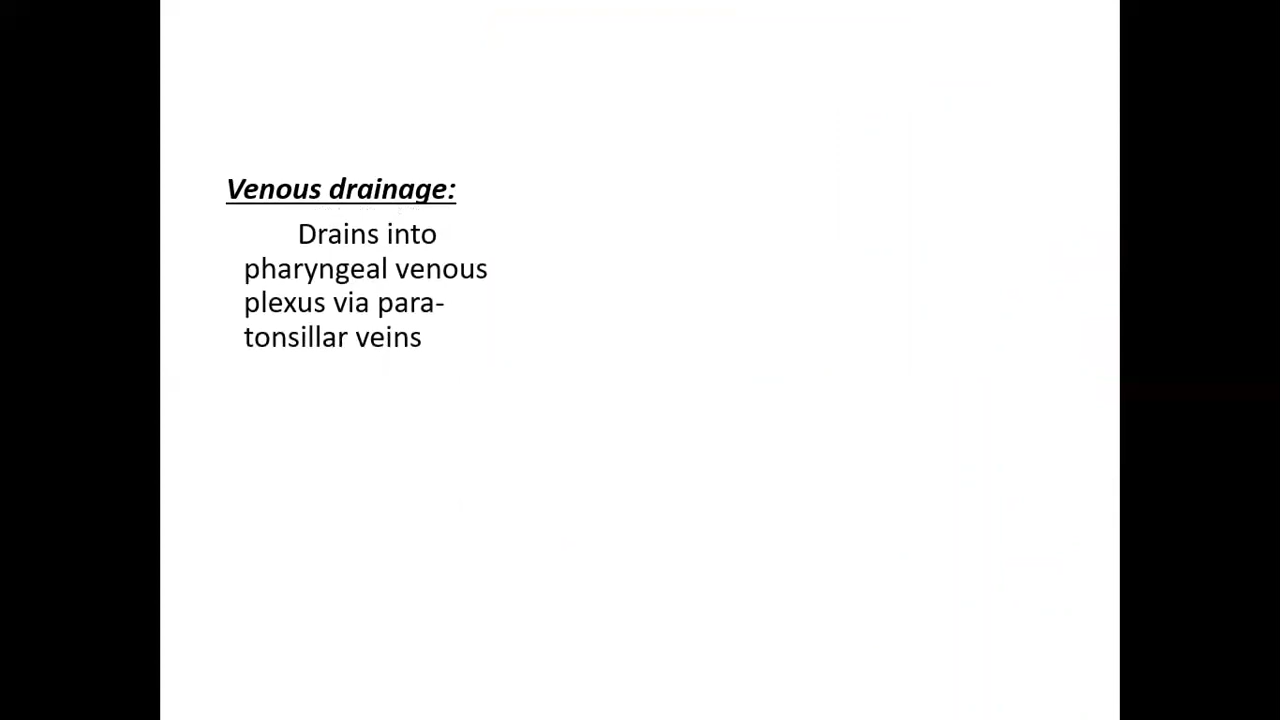 Venous drainage:
Drains into
pharyngeal venous
plexus via para-
tonsillar veins